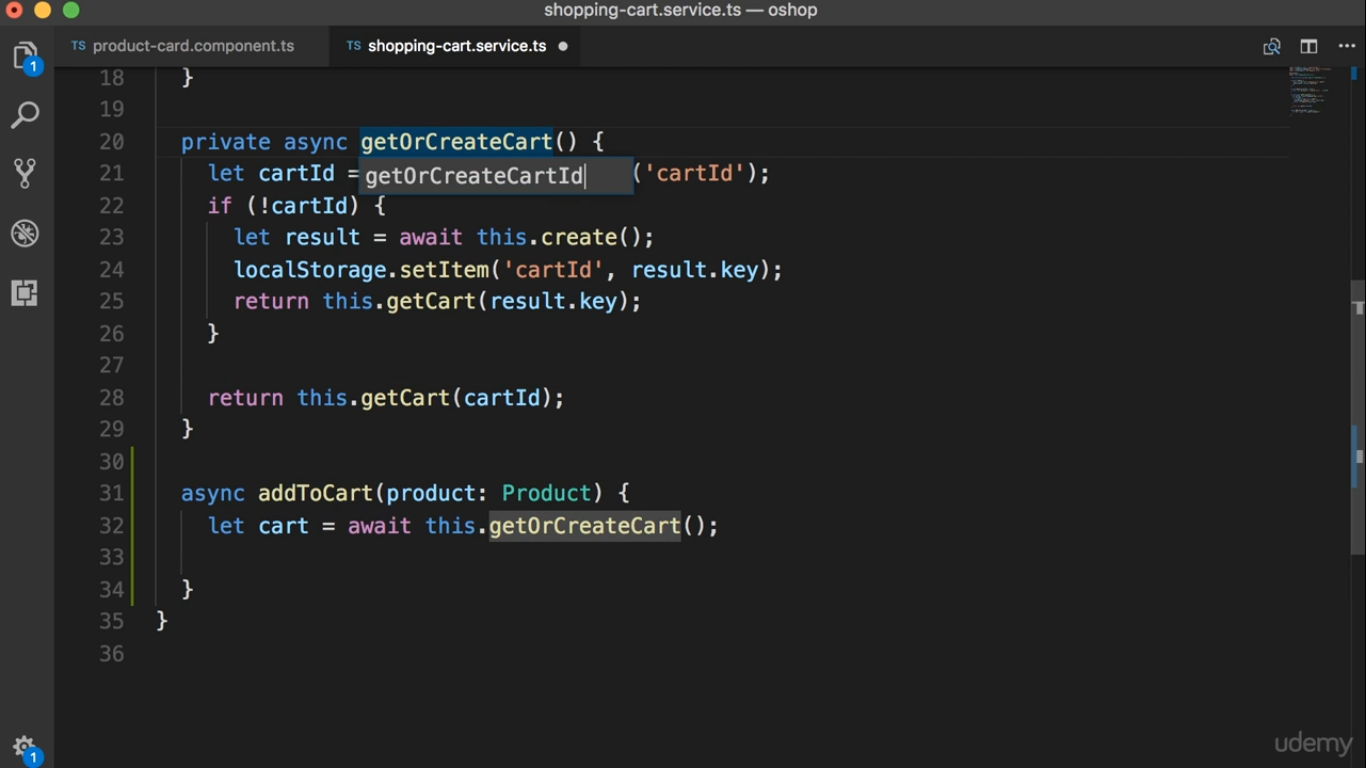 shopping-cart.service.ts — oshop
TS product-card.component.ts TS shopping-cart.service.ts
1
18 }
19
20 private async getOrCreateCart() {
21 let cartId = ('cartId');
getOrCreateCartId
22 if (!cartId) {
23 let result = await this.create();
24 localStorage.setItem('cartId', result.key);
25 return this.getCart(result.key);
26 }
27
28 return this.getCart(cartId);
29 }
30
31 async addToCart(product: Product) {
32 let cart = await this.getOrCreateCart();
33
34 }
35 }
36
1
udemy